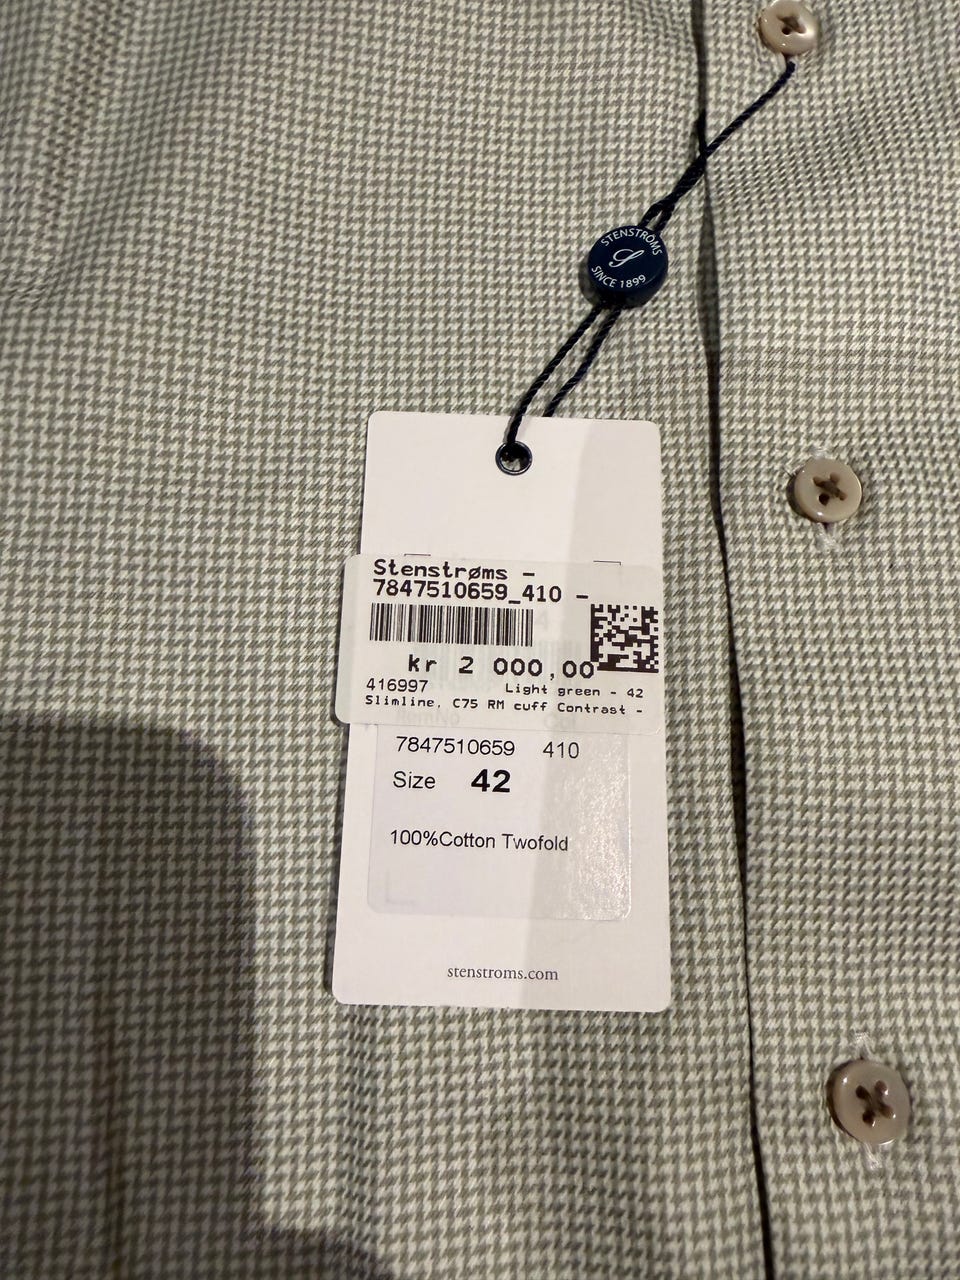 STENSTRÖMS
S
SINCE 1899
Stenstrøms –
7847510659_410 –
kr 2 000,00
416997 Light green - 42
Slimline, C75 RM cuff Contrast -
7847510659 410
Size 42
100%Cotton Twofold
stenstroms.com